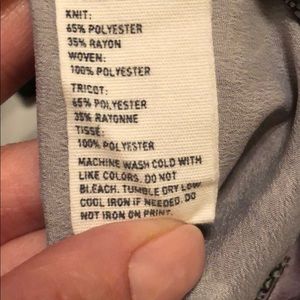 KNIT:
65% POLYESTER
35% RAYON
WOVEN:
100% POLYESTER
TRICOT:
65% POLYESTER
35% RAYONNE
TISSÉ:
100% POLYESTER
MACHINE WASH COLD WITH
LIKE COLORS. DO NOT
BLEACH. TUMBLE DRY LOW
COOL IRON IF NEEDED. DO
NOT IRON ON PRINT.